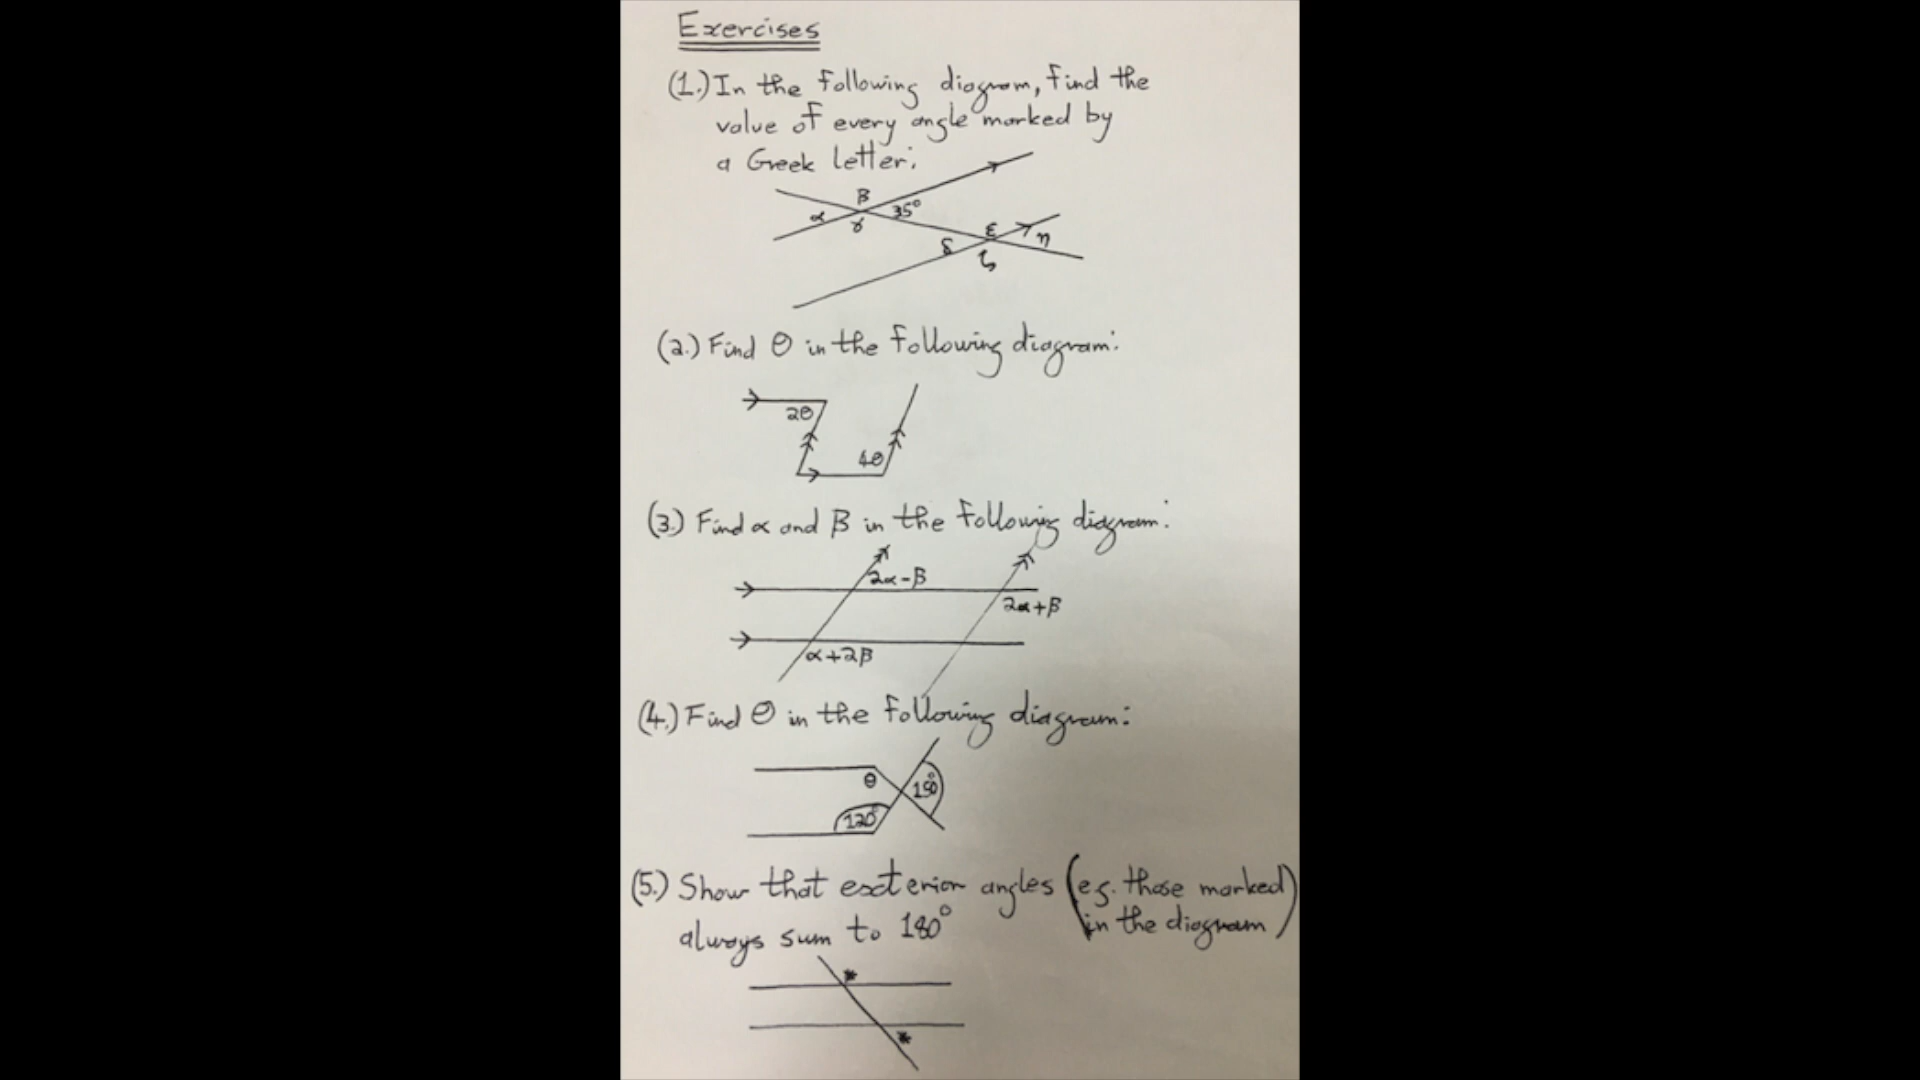 Exercises
(1.) In the following diagram, find the
value of every angle marked by
a Greek letter:
β
α 35°
γ
ε
δ η
ζ
(2.) Find θ in the following diagram:
2θ
4θ
(3.) Find α and β in the following diagram:
2α-β
2α+β
α+2β
(4.) Find θ in the following diagram:
θ 150°
120°
(5.) Show that exterior angles (e.g. those marked
always sum to 180° in the diagram)
*
*